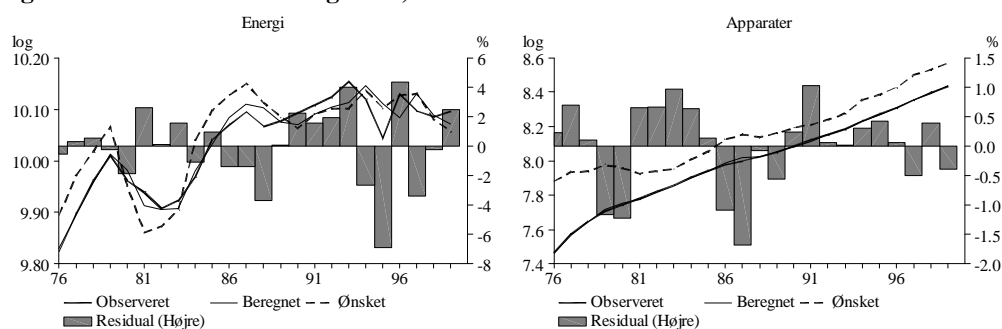 Energi
log %
10.20 6
4
10.10 2
10.00 0
-2
9.90 -4
-6
9.80 -8
76 81 86 91 96
Observeret Beregnet Ønsket
Residual (Højre)
Apparater
log %
8.6 1.5
8.4 1.0
0.5
8.2 0.0
8.0 -0.5
7.8 -1.0
7.6 -1.5
7.4 -2.0
76 81 86 91 96
Observeret Beregnet Ønsket
Residual (Højre)